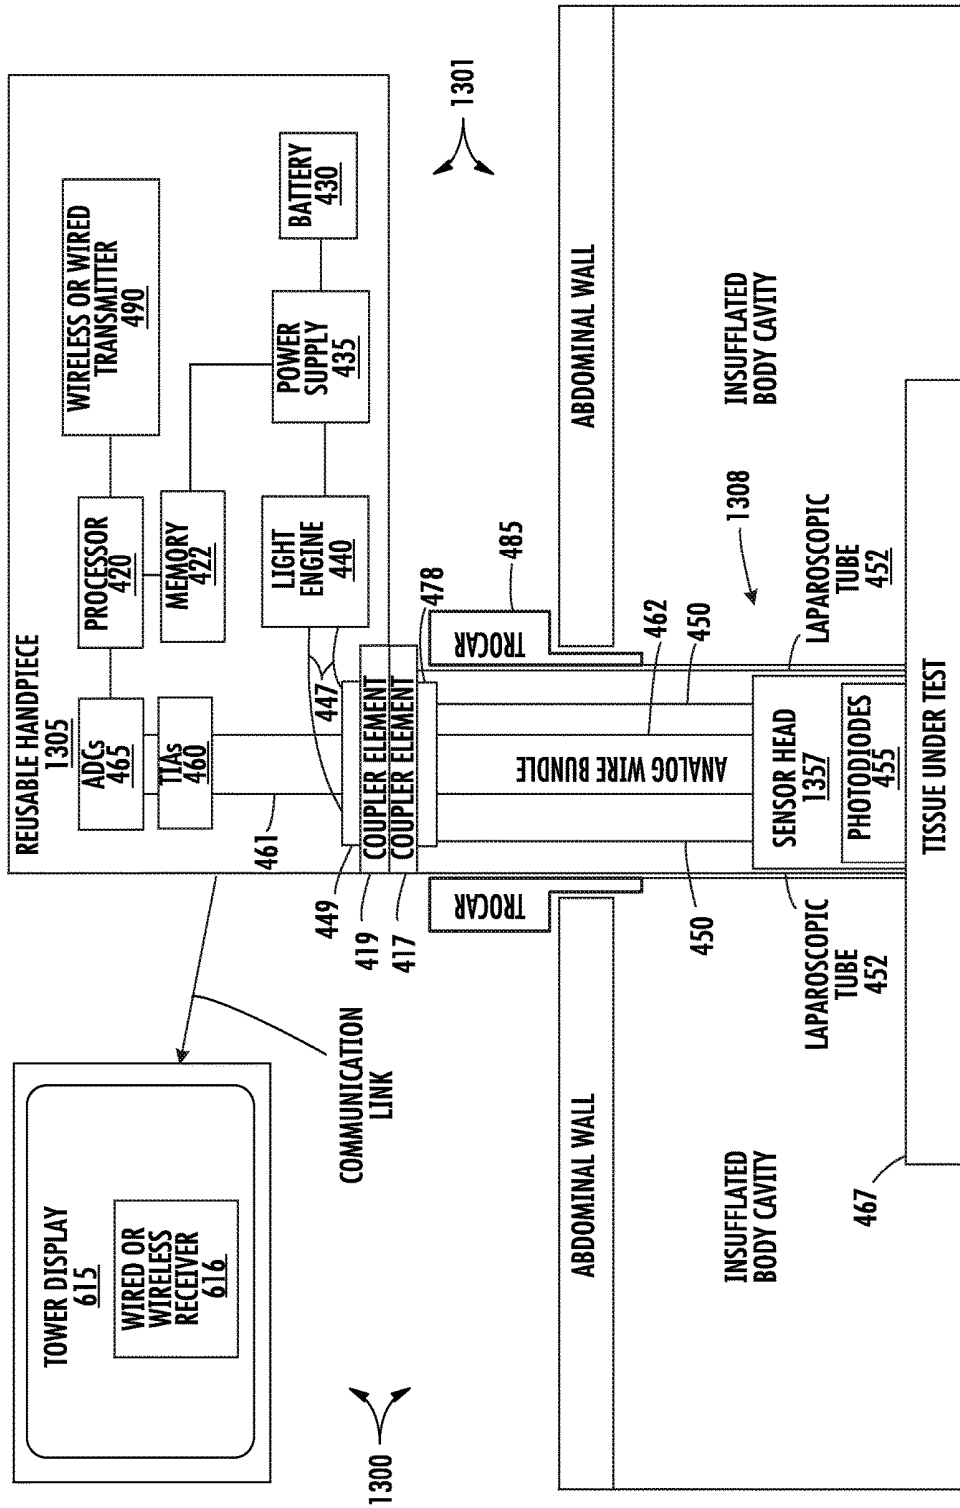 TOWER DISPLAY
615
WIRED OR
WIRELESS
RECEIVER
616
1300
COMMUNICATION
LINK
REUSABLE HANDPIECE
1305
ADCs
465
TIAs
460
461
PROCESSOR
420
MEMORY
422
WIRELESS OR WIRED
TRANSMITTER
490
LIGHT
ENGINE
440
POWER
SUPPLY
435
BATTERY
430
447
449
419
417
COUPLER ELEMENT
COUPLER ELEMENT
478
1301
TROCAR
TROCAR
485
ABDOMINAL WALL
ABDOMINAL WALL
ANALOG WIRE BUNDLE
462
450
450
1308
INSUFFLATED
BODY CAVITY
INSUFFLATED
BODY CAVITY
SENSOR HEAD
1357
PHOTODIODES
455
LAPAROSCOPIC
TUBE
452
LAPAROSCOPIC
TUBE
452
467
TISSUE UNDER TEST